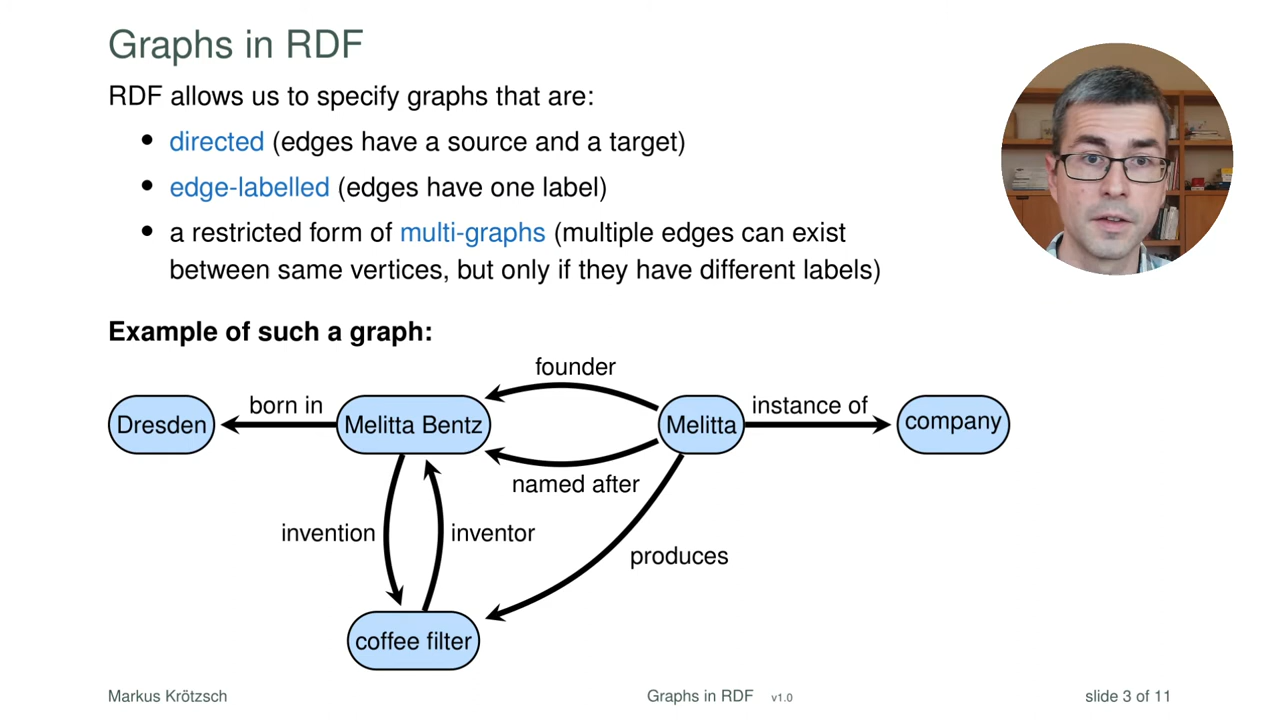 Graphs in RDF
RDF allows us to specify graphs that are:
• directed (edges have a source and a target)
• edge-labelled (edges have one label)
• a restricted form of multi-graphs (multiple edges can exist
between same vertices, but only if they have different labels)
Example of such a graph:
founder
Dresden
born in
Melitta Bentz
Melitta
instance of
company
named after
invention
inventor
produces
coffee filter
Markus Krötzsch
Graphs in RDF v1.0
slide 3 of 11